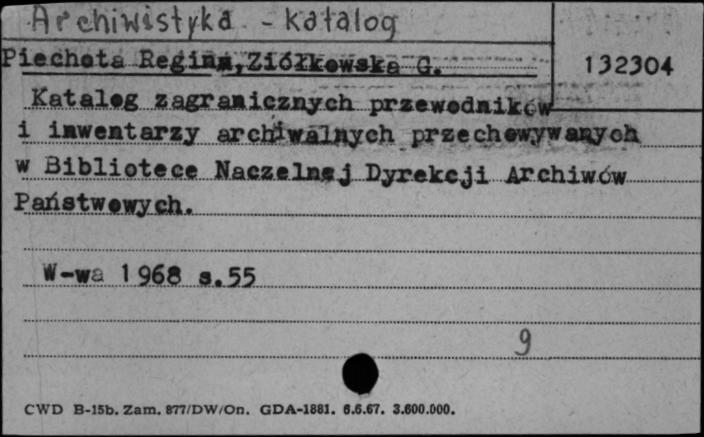 Archiwistyka - Katalog
Piechota Regina, Ziółkowska G.
132304
Katalog zagranicznych przewodników
i inwentarzy archiwalnych przechowywanych
w Bibliotece Naczelnej Dyrekcji Archiwów
Państwowych.
W-wa 1968 s.55
9
CWD B-15b. Zam. 877/DW/On. GDA-1881. 6.6.67. 3.600.000.